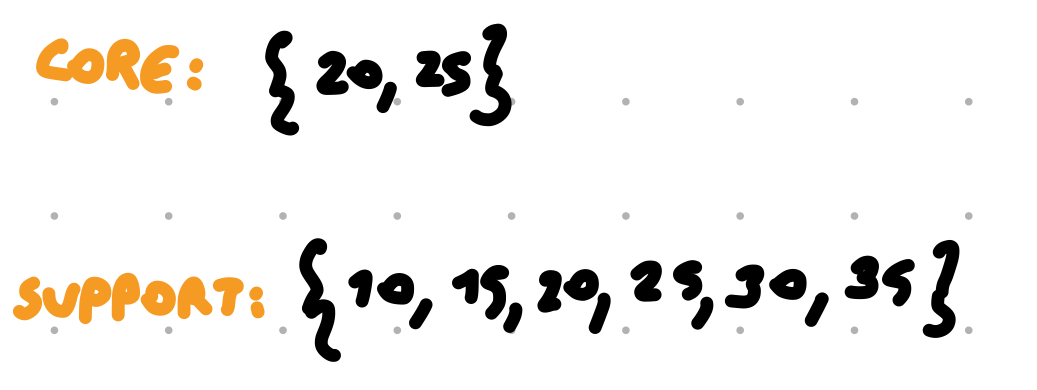 CORE: {20, 25}
SUPPORT: {10, 15, 20, 25, 30, 35}